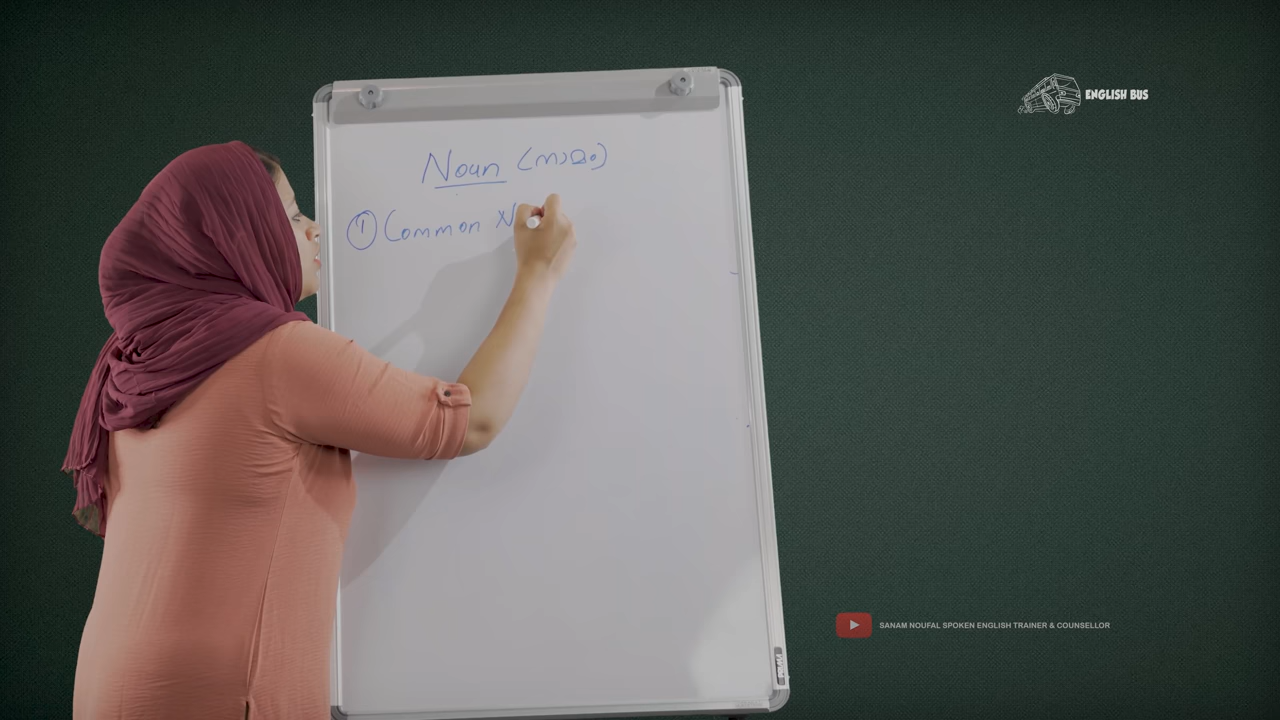 Noun (നാമം)
① Common N
ENGLISH BUS
SANAM NOUFAL SPOKEN ENGLISH TRAINER & COUNSELLOR